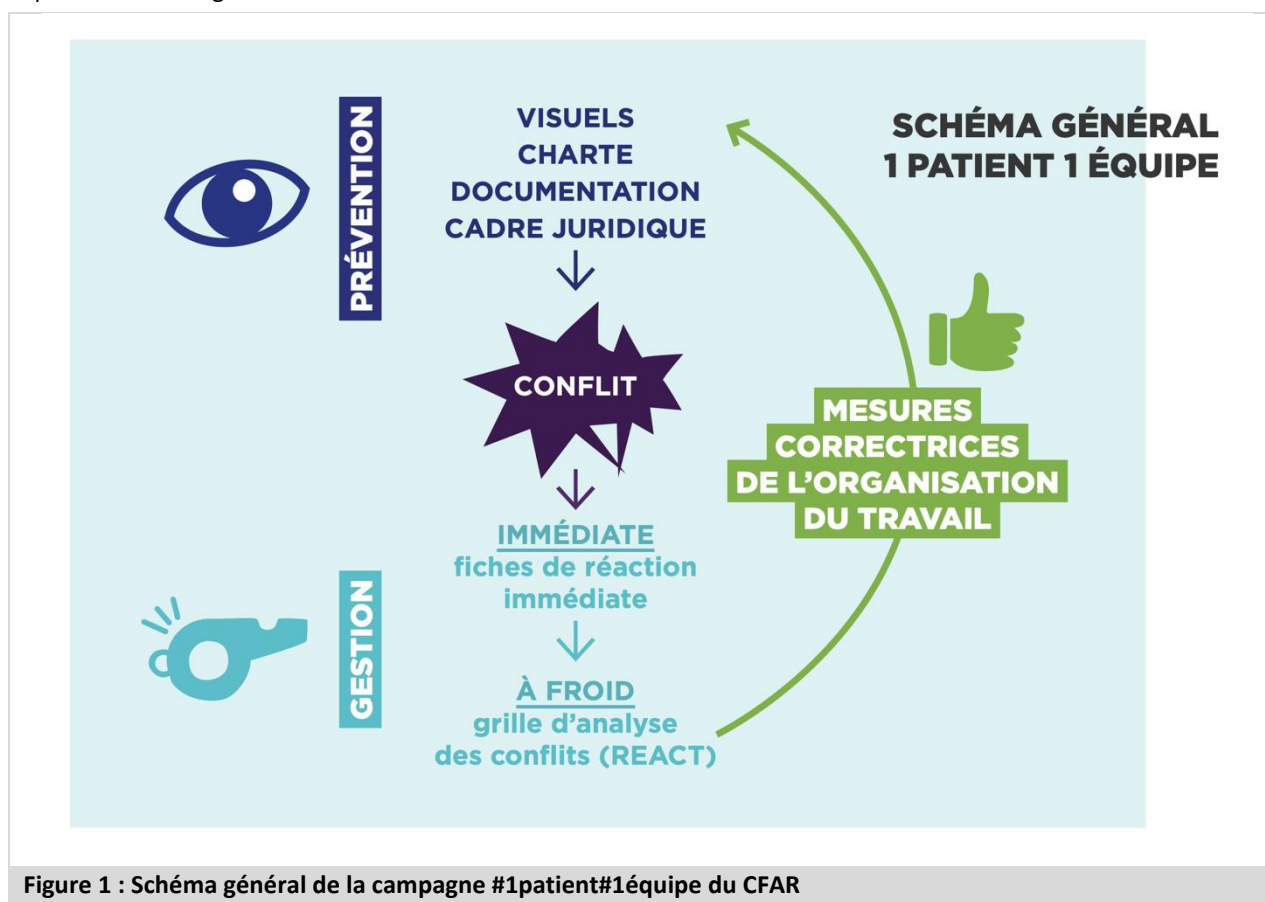 PRÉVENTION
VISUELS
CHARTE
DOCUMENTATION
CADRE JURIDIQUE
SCHÉMA GÉNÉRAL
1 PATIENT 1 ÉQUIPE
CONFLIT
MESURES
CORRECTRICES
DE L'ORGANISATION
DU TRAVAIL
GESTION
IMMÉDIATE
fiches de réaction
immédiate
À FROID
grille d'analyse
des conflits (REACT)
Figure 1 : Schéma général de la campagne #1patient#1équipe du CFAR